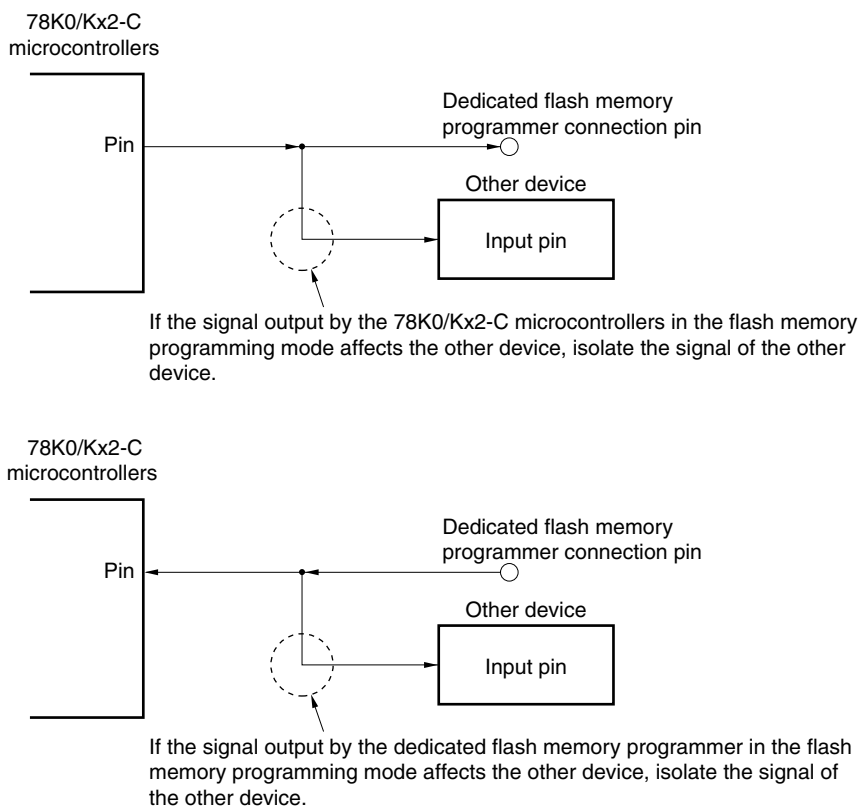 78K0/Kx2-C
microcontrollers
Pin
Dedicated flash memory
programmer connection pin
Other device
Input pin
If the signal output by the 78K0/Kx2-C microcontrollers in the flash memory
programming mode affects the other device, isolate the signal of the other
device.
78K0/Kx2-C
microcontrollers
Pin
Dedicated flash memory
programmer connection pin
Other device
Input pin
If the signal output by the dedicated flash memory programmer in the flash
memory programming mode affects the other device, isolate the signal of
the other device.